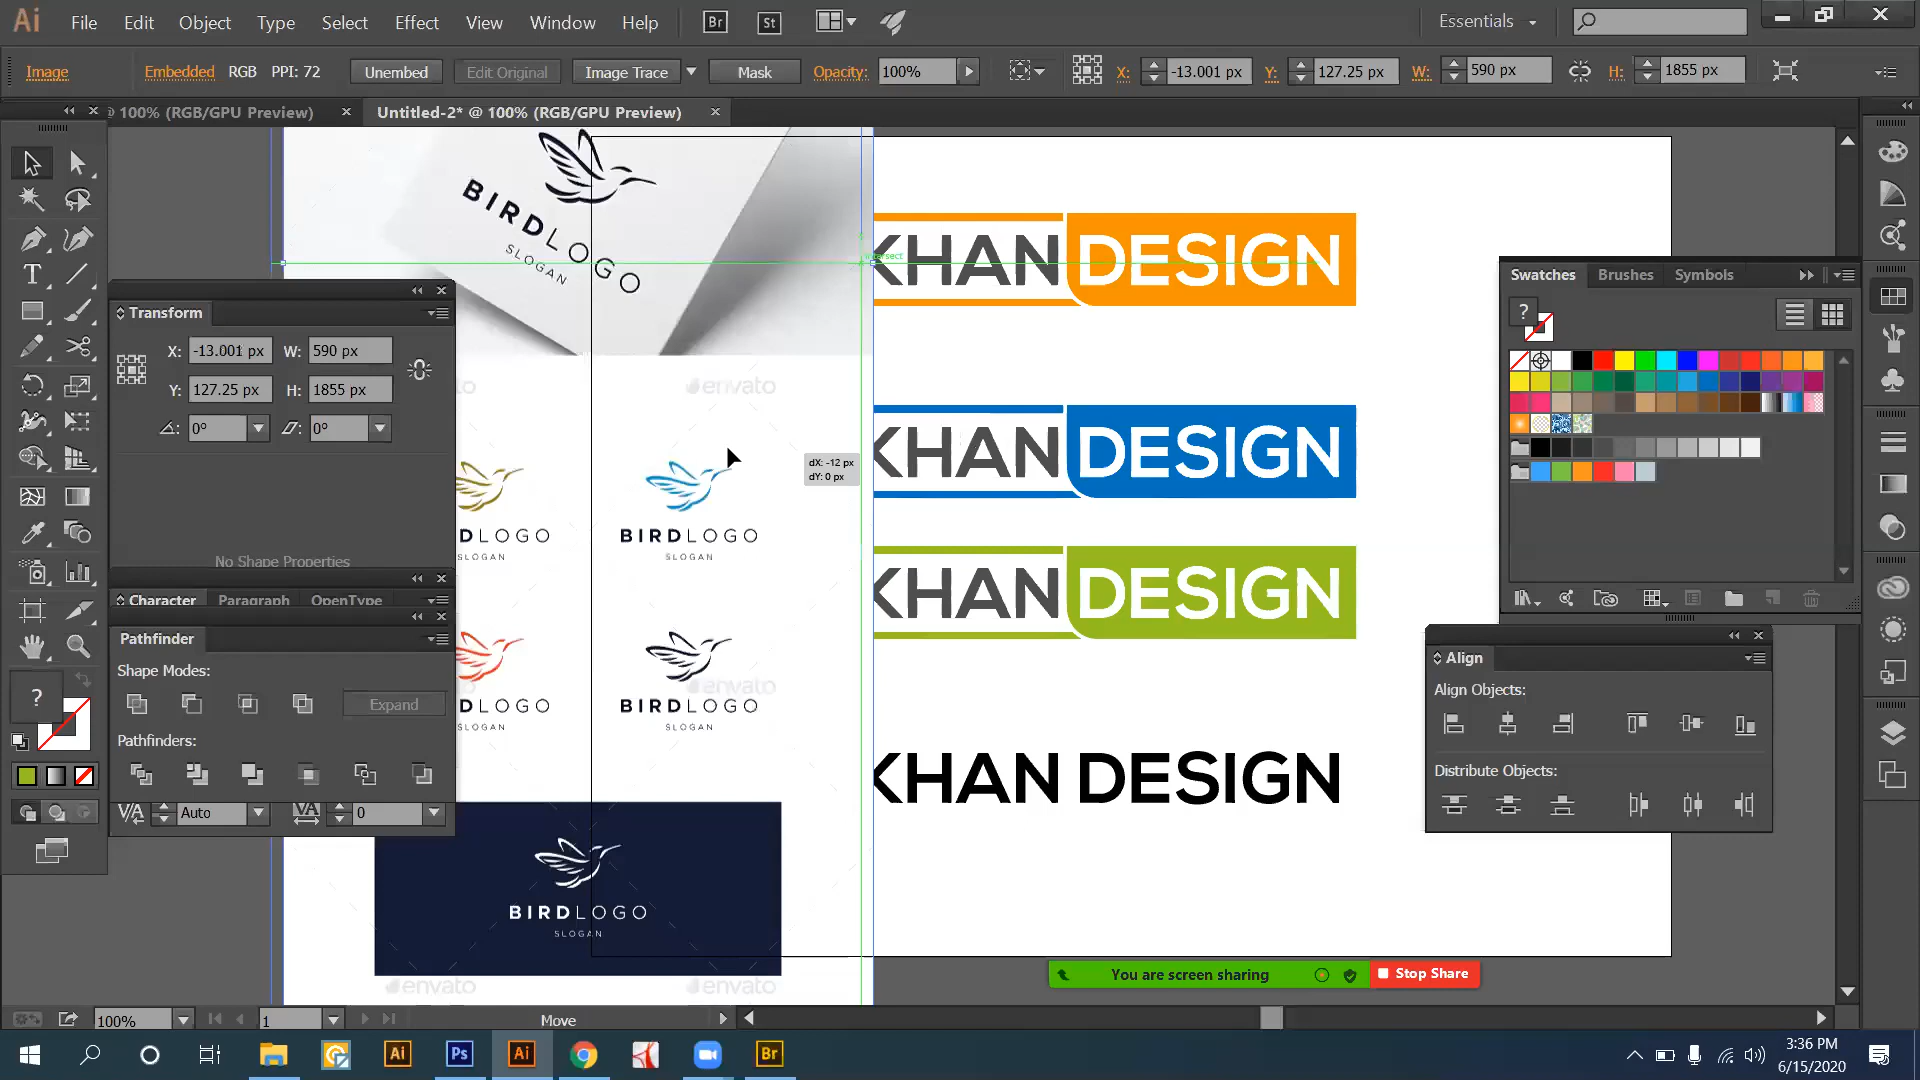 Ai File Edit Object Type Select Effect View Window Help Br St Essentials
Image Embedded RGB PPI: 72 Unembed Edit Original Image Trace Mask Opacity: 100% X: -13.001 px Y: 127.25 px W: 590 px H: 1855 px
@ 100% (RGB/GPU Preview) Untitled-2* @ 100% (RGB/GPU Preview)
BIRDLOGO
SLOGAN
KHAN DESIGN
intersect
Transform
X: -13.001 px W: 590 px
Y: 127.25 px H: 1855 px
0° 0°
No Shape Properties
Character Paragraph OpenType
Pathfinder
Shape Modes:
Expand
Pathfinders:
Auto 0
envato
envato
dX: -12 px
dY: 0 px
DLOGO
SLOGAN
BIRDLOGO
SLOGAN
KHAN DESIGN
KHAN DESIGN
envato
DLOGO
SLOGAN
BIRDLOGO
SLOGAN
KHAN DESIGN
BIRDLOGO
SLOGAN
envato
envato
Swatches Brushes Symbols
?
Align
Align Objects:
Distribute Objects:
?
You are screen sharing Stop Share
100% 1 Move
Ai Ps Ai Br
3:36 PM
6/15/2020